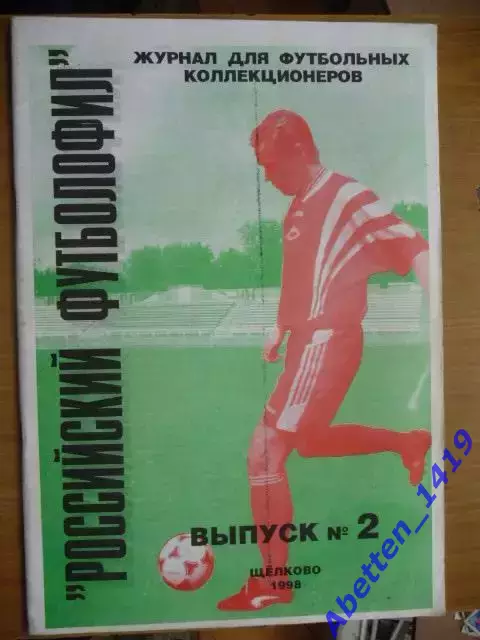 "РОССИЙСКИЙ ФУТБОЛОФИЛ"
ЖУРНАЛ ДЛЯ ФУТБОЛЬНЫХ
КОЛЛЕКЦИОНЕРОВ
ВЫПУСК № 2
ЩЁЛКОВО
1998
Abetten_1419